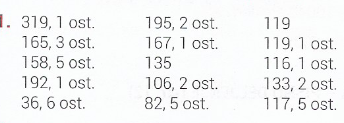 1. 319, 1 ost. 195, 2 ost. 119
165, 3 ost. 167, 1 ost. 119, 1 ost.
158, 5 ost. 135 116, 1 ost.
192, 1 ost. 106, 2 ost. 133, 2 ost.
36, 6 ost. 82, 5 ost. 117, 5 ost.